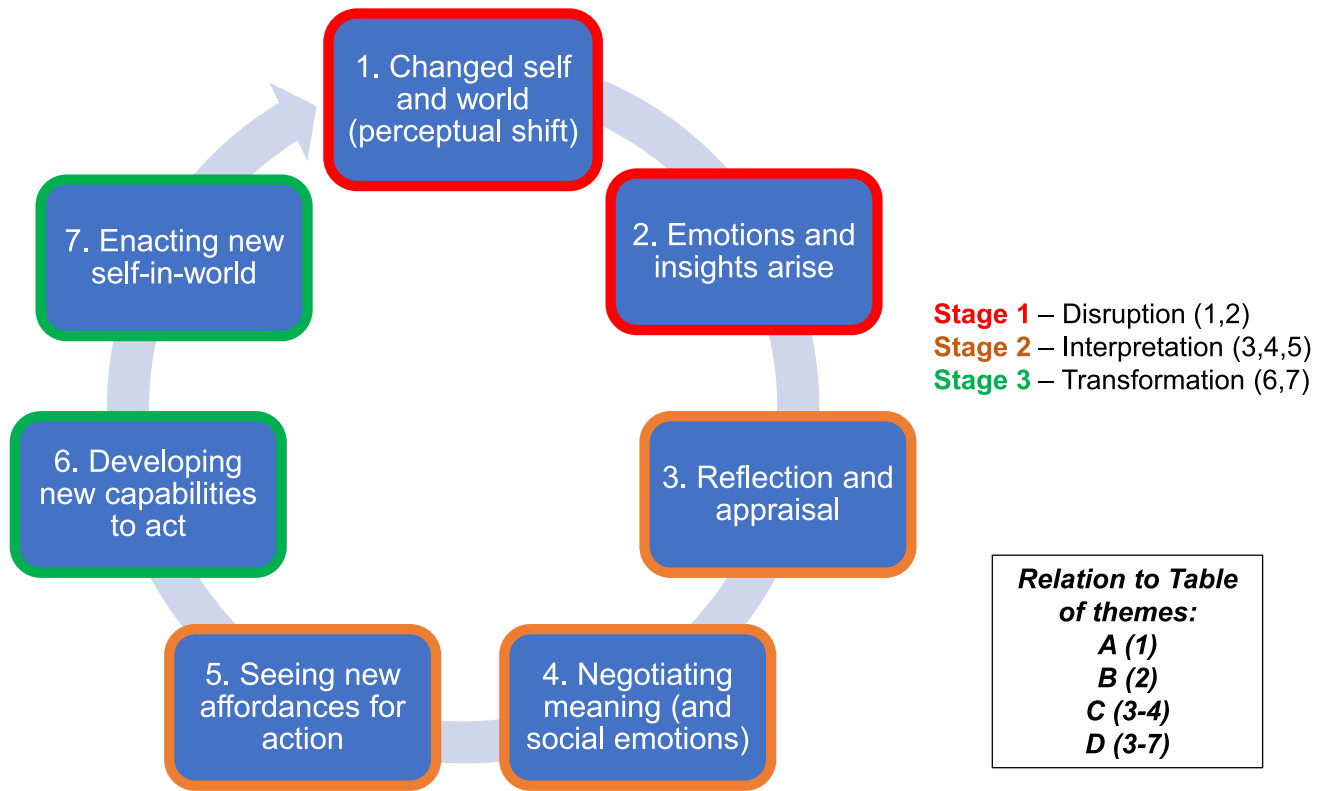 1. Changed self
and world
(perceptual shift)
2. Emotions and
insights arise
3. Reflection and
appraisal
4. Negotiating
meaning (and
social emotions)
5. Seeing new
affordances for
action
6. Developing
new capabilities
to act
7. Enacting new
self-in-world
Stage 1 – Disruption (1,2)
Stage 2 – Interpretation (3,4,5)
Stage 3 – Transformation (6,7)
Relation to Table
of themes:
A (1)
B (2)
C (3-4)
D (3-7)